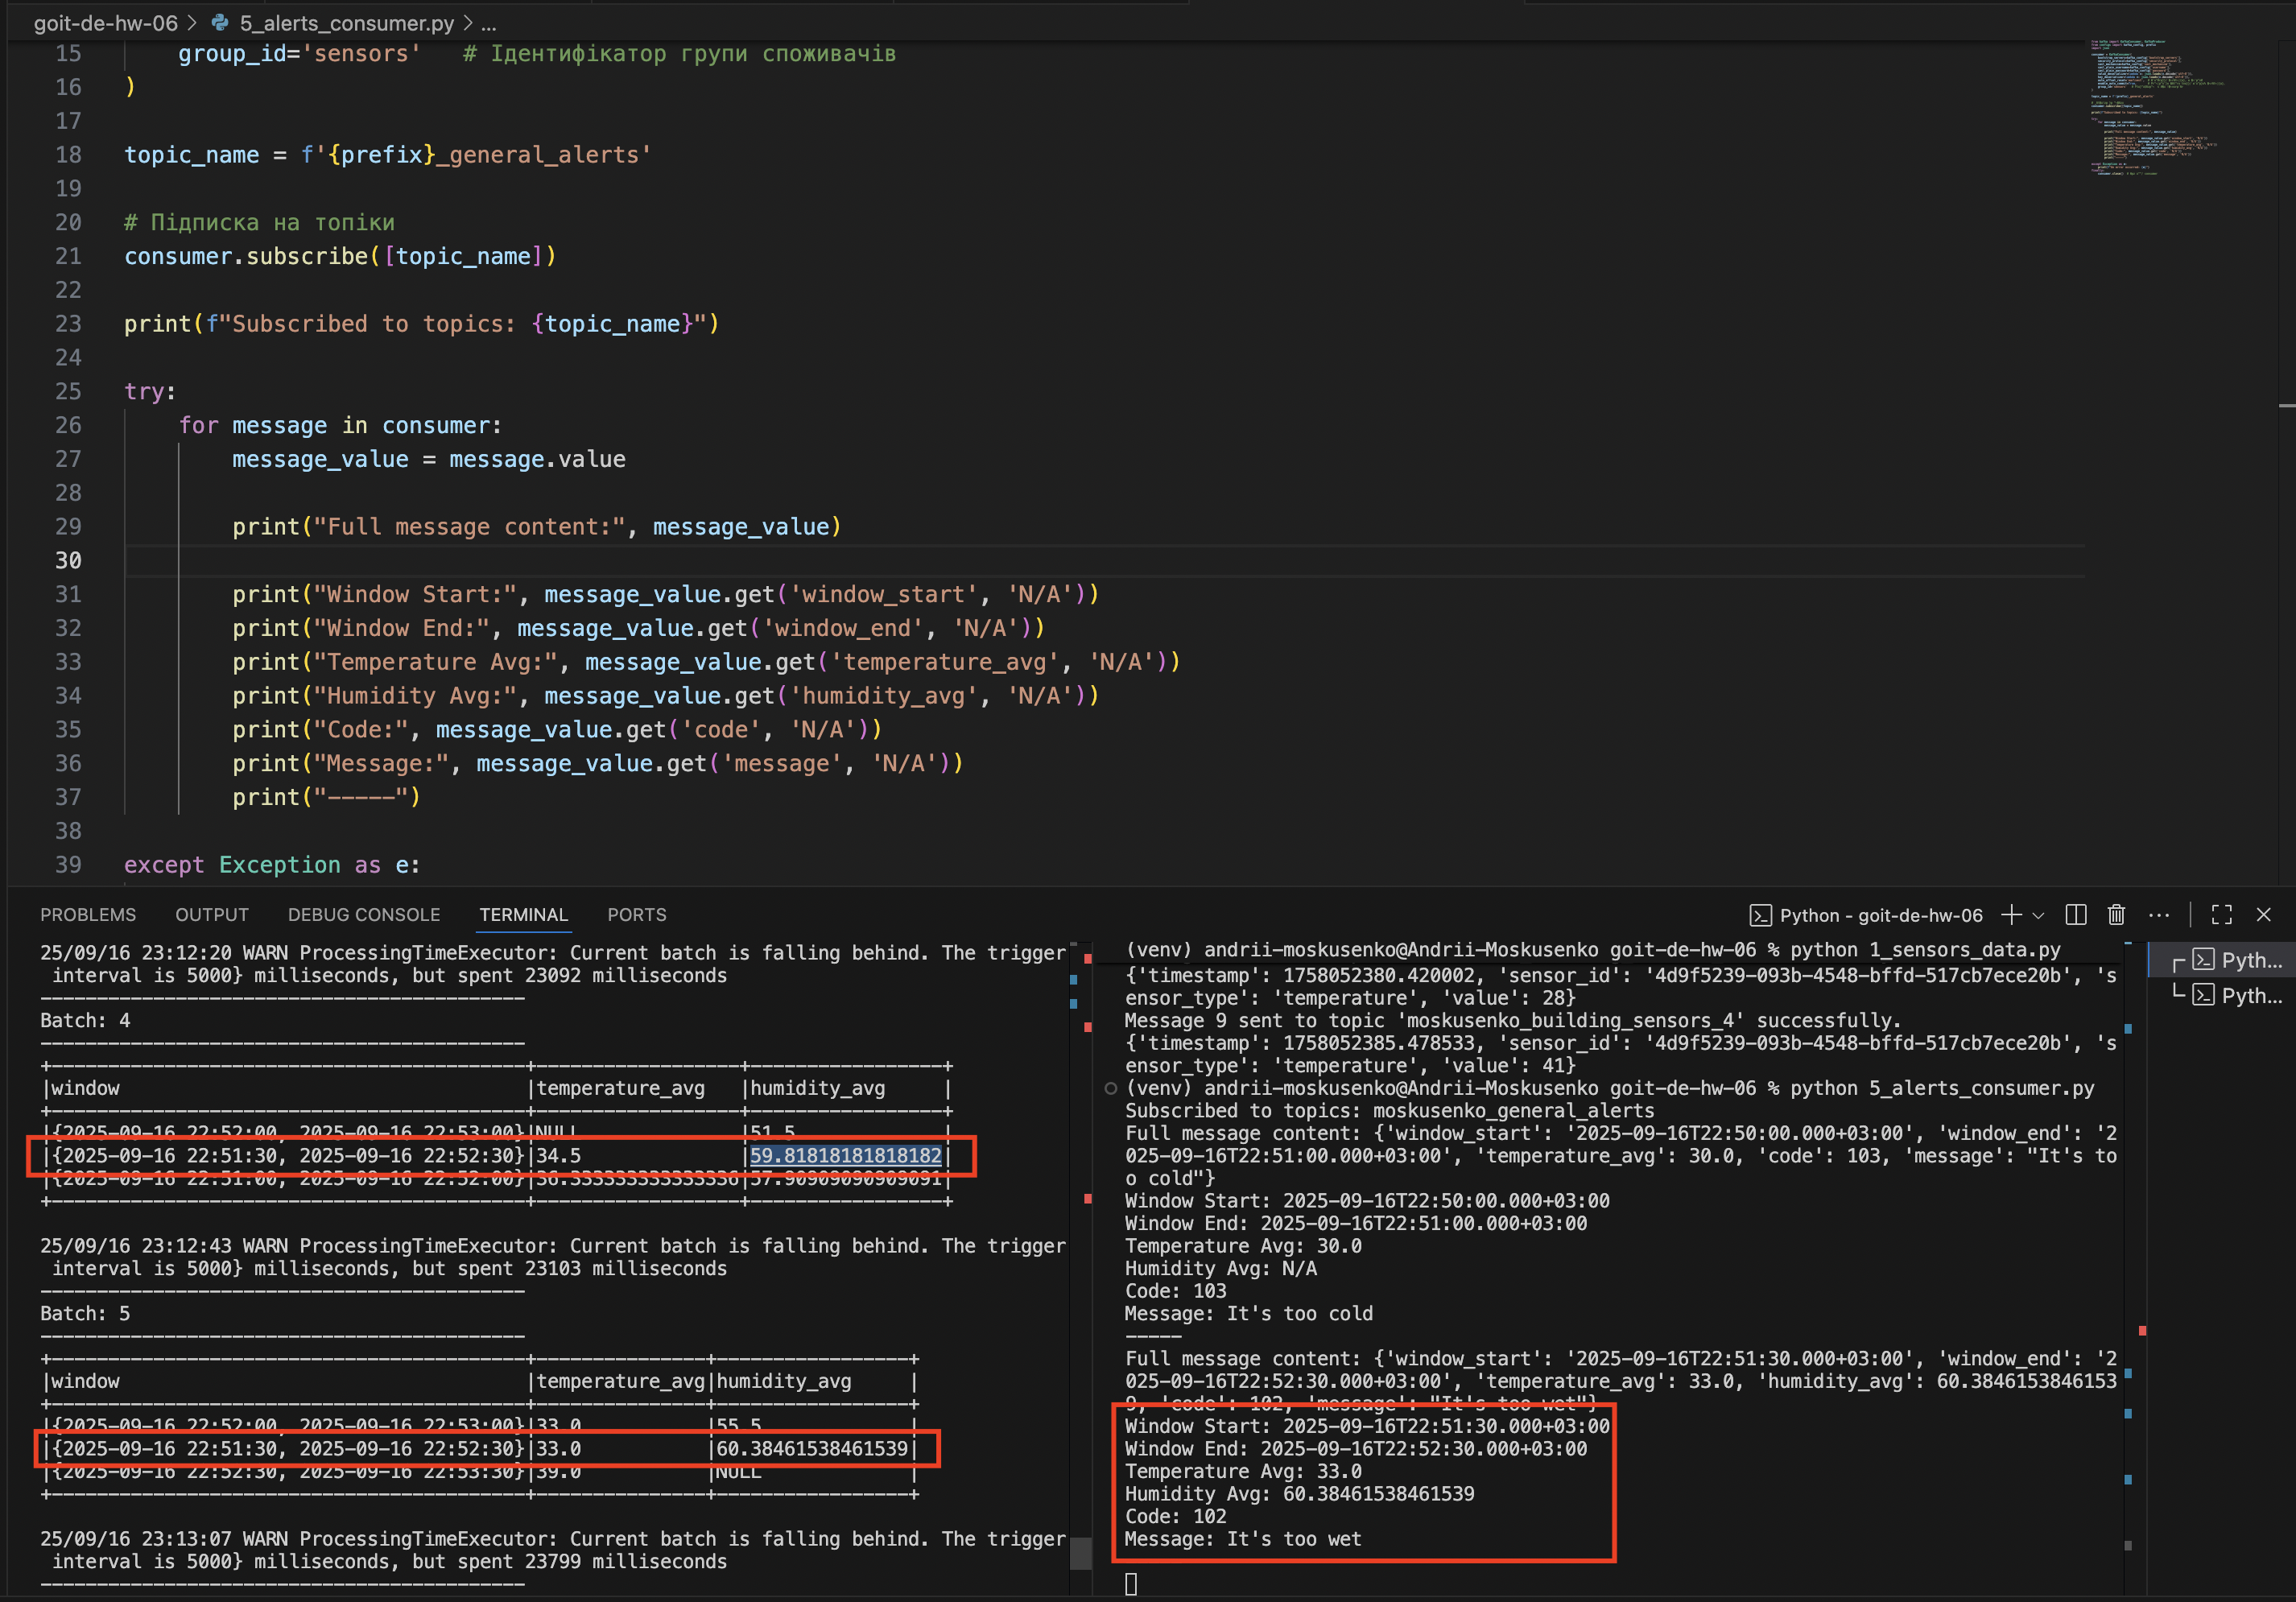 goit-de-hw-06 > 5_alerts_consumer.py > ...
15 group_id='sensors' # Ідентифікатор групи споживачів
16 )
17
18 topic_name = f'{prefix}_general_alerts'
19
20 # Підписка на топіки
21 consumer.subscribe([topic_name])
22
23 print(f"Subscribed to topics: {topic_name}")
24
25 try:
26 for message in consumer:
27 message_value = message.value
28
29 print("Full message content:", message_value)
30
31 print("Window Start:", message_value.get('window_start', 'N/A'))
32 print("Window End:", message_value.get('window_end', 'N/A'))
33 print("Temperature Avg:", message_value.get('temperature_avg', 'N/A'))
34 print("Humidity Avg:", message_value.get('humidity_avg', 'N/A'))
35 print("Code:", message_value.get('code', 'N/A'))
36 print("Message:", message_value.get('message', 'N/A'))
37 print("-----")
38
39 except Exception as e:
PROBLEMS OUTPUT DEBUG CONSOLE TERMINAL PORTS
Python - goit-de-hw-06
25/09/16 23:12:20 WARN ProcessingTimeExecutor: Current batch is falling behind. The trigger
interval is 5000} milliseconds, but spent 23092 milliseconds
-------------------------------------------
Batch: 4
-------------------------------------------
+------------------------------------------+------------------+-----------------+
|window |temperature_avg |humidity_avg |
+------------------------------------------+------------------+-----------------+
|{2025-09-16 22:52:00, 2025-09-16 22:53:00}|NULL |51.5 |
|{2025-09-16 22:51:30, 2025-09-16 22:52:30}|34.5 |59.81818181818182|
|{2025-09-16 22:51:00, 2025-09-16 22:52:00}|36.333333333333336|57.90909090909091|
+------------------------------------------+------------------+-----------------+
25/09/16 23:12:43 WARN ProcessingTimeExecutor: Current batch is falling behind. The trigger
interval is 5000} milliseconds, but spent 23103 milliseconds
-------------------------------------------
Batch: 5
-------------------------------------------
+------------------------------------------+---------------+-----------------+
|window |temperature_avg|humidity_avg |
+------------------------------------------+---------------+-----------------+
|{2025-09-16 22:52:00, 2025-09-16 22:53:00}|33.0 |55.5 |
|{2025-09-16 22:51:30, 2025-09-16 22:52:30}|33.0 |60.38461538461539|
|{2025-09-16 22:52:30, 2025-09-16 22:53:30}|39.0 |NULL |
+------------------------------------------+---------------+-----------------+
25/09/16 23:13:07 WARN ProcessingTimeExecutor: Current batch is falling behind. The trigger
interval is 5000} milliseconds, but spent 23799 milliseconds
-------------------------------------------
(venv) andrii-moskusenko@Andrii-Moskusenko goit-de-hw-06 % python 1_sensors_data.py
{'timestamp': 1758052380.420002, 'sensor_id': '4d9f5239-093b-4548-bffd-517cb7ece20b', 's
ensor_type': 'temperature', 'value': 28}
Message 9 sent to topic 'moskusenko_building_sensors_4' successfully.
{'timestamp': 1758052385.478533, 'sensor_id': '4d9f5239-093b-4548-bffd-517cb7ece20b', 's
ensor_type': 'temperature', 'value': 41}
(venv) andrii-moskusenko@Andrii-Moskusenko goit-de-hw-06 % python 5_alerts_consumer.py
Subscribed to topics: moskusenko_general_alerts
Full message content: {'window_start': '2025-09-16T22:50:00.000+03:00', 'window_end': '2
025-09-16T22:51:00.000+03:00', 'temperature_avg': 30.0, 'code': 103, 'message': "It's to
o cold"}
Window Start: 2025-09-16T22:50:00.000+03:00
Window End: 2025-09-16T22:51:00.000+03:00
Temperature Avg: 30.0
Humidity Avg: N/A
Code: 103
Message: It's too cold
-----
Full message content: {'window_start': '2025-09-16T22:51:30.000+03:00', 'window_end': '2
025-09-16T22:52:30.000+03:00', 'temperature_avg': 33.0, 'humidity_avg': 60.3846153846153
9, 'code': 102, 'message': "It's too wet"}
Window Start: 2025-09-16T22:51:30.000+03:00
Window End: 2025-09-16T22:52:30.000+03:00
Temperature Avg: 33.0
Humidity Avg: 60.38461538461539
Code: 102
Message: It's too wet
Pyth...
Pyth...